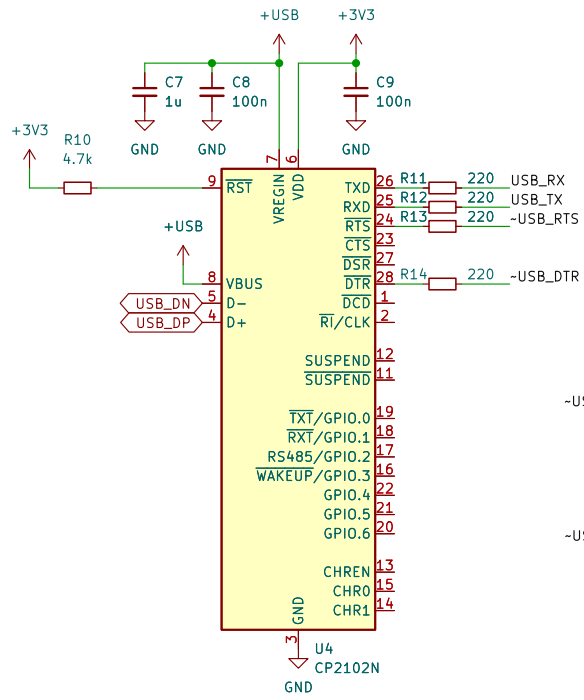 +USB
+3V3
C7
1u
C8
100n
C9
100n
GND
GND
GND
+3V3
R10
4.7k
7
6
VREGIN
VDD
9
RST
TXD
26
R11
220
USB_RX
RXD
25
R12
220
USB_TX
RTS
24
R13
220
~USB_RTS
CTS
23
+USB
DSR
27
8
VBUS
DTR
28
R14
220
~USB_DTR
USB_DN
5
D-
DCD
1
USB_DP
4
D+
RI/CLK
2
SUSPEND
12
SUSPEND
11
TXT/GPIO.0
19
RXT/GPIO.1
18
RS485/GPIO.2
17
WAKEUP/GPIO.3
16
GPIO.4
22
GPIO.5
21
GPIO.6
20
CHREN
13
CHR0
15
CHR1
14
GND
3
U4
CP2102N
GND
~US
~US